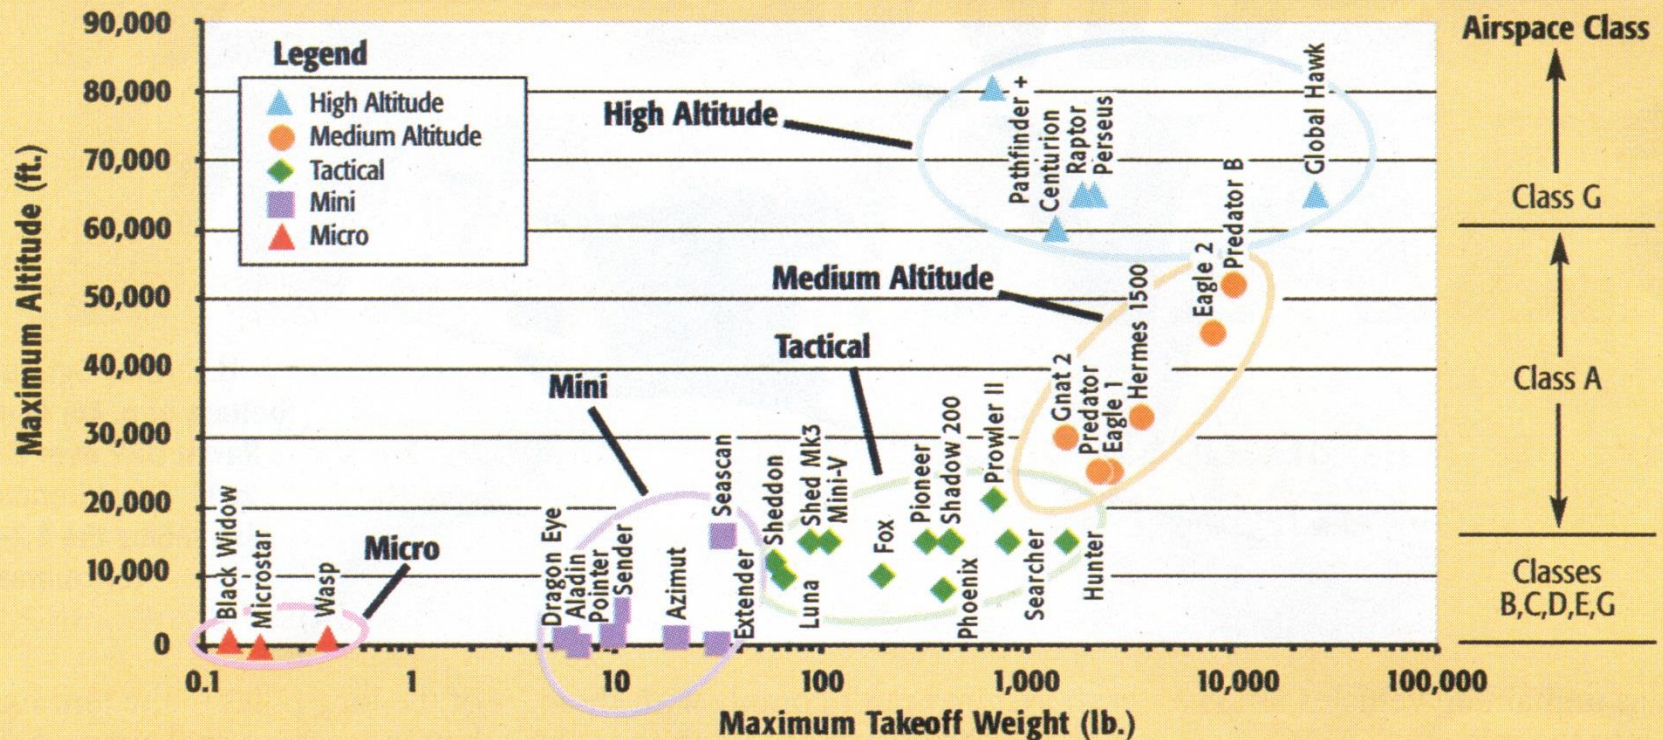 90,000
80,000
70,000
60,000
50,000
40,000
30,000
20,000
10,000
0
Maximum Altitude (ft.)
Legend
High Altitude
Medium Altitude
Tactical
Mini
Micro
High Altitude
Medium Altitude
Tactical
Mini
Micro
Black Widow
Microstar
Wasp
Dragon Eye
Aladin
Pointer
Sender
Azimut
Seascan
Extender
Sheddon
Luna
Shed Mk3
Mini-V
Fox
Pioneer
Shadow 200
Phoenix
Prowler II
Searcher
Hunter
Gnat 2
Predator
Eagle 1
Hermes 1500
Eagle 2
Predator B
Pathfinder +
Centurion
Raptor
Perseus
Global Hawk
0.1
1
10
100
1,000
10,000
100,000
Maximum Takeoff Weight (lb.)
Airspace Class
Class G
Class A
Classes
B,C,D,E,G